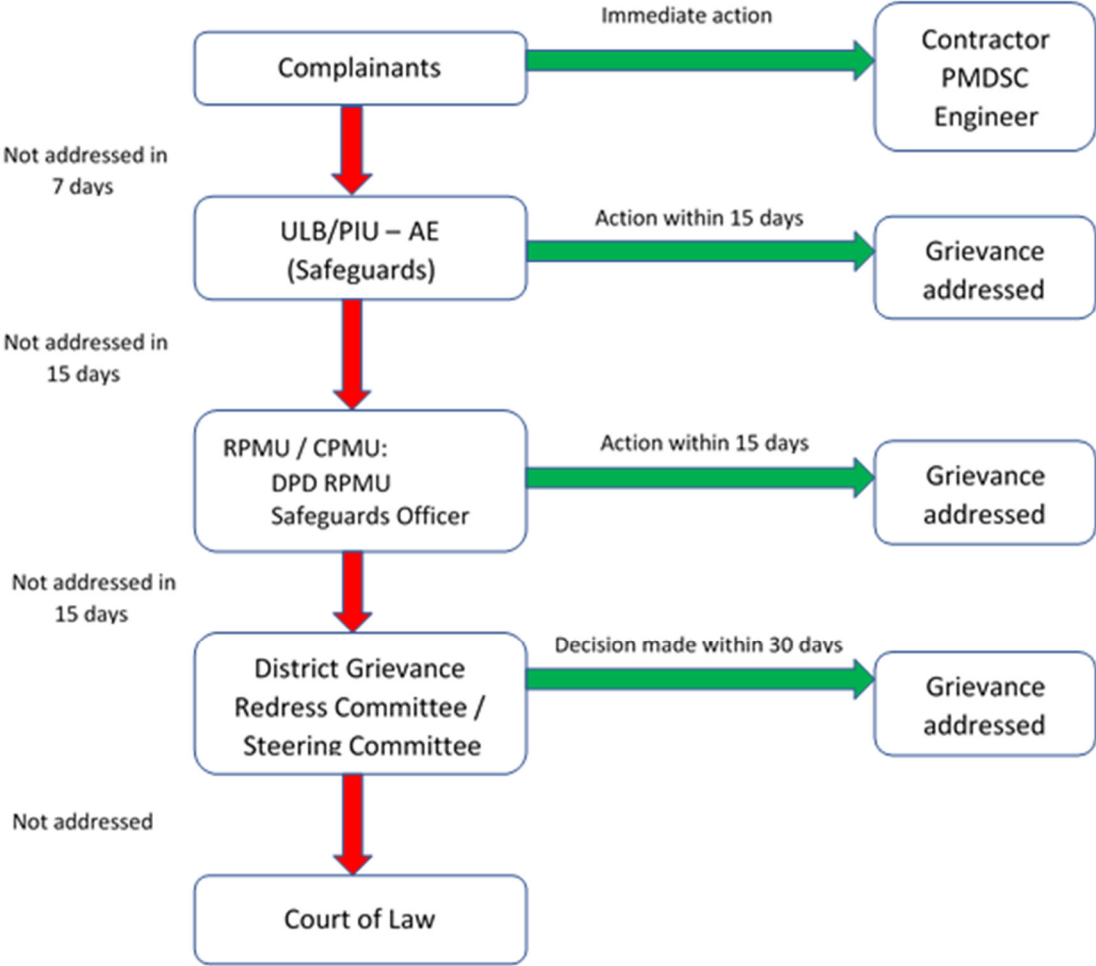 Immediate action
Complainants
Contractor
PMDSC
Engineer
Not addressed in
7 days
ULB/PIU – AE
(Safeguards)
Action within 15 days
Grievance
addressed
Not addressed in
15 days
RPMU / CPMU:
DPD RPMU
Safeguards Officer
Action within 15 days
Grievance
addressed
Not addressed in
15 days
District Grievance
Redress Committee /
Steering Committee
Decision made within 30 days
Grievance
addressed
Not addressed
Court of Law